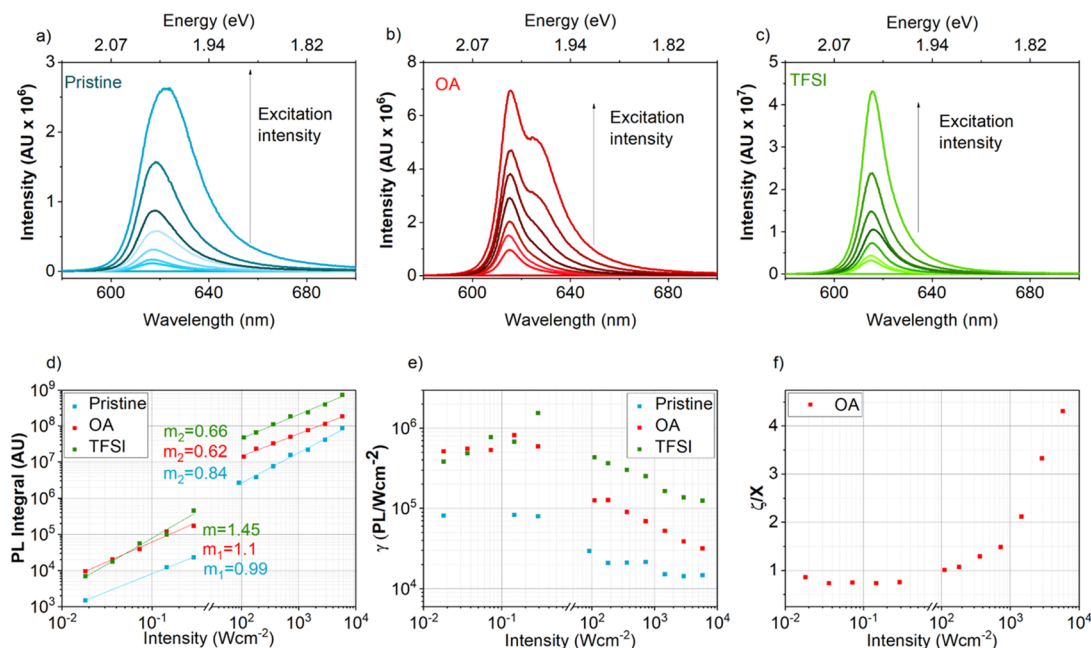 Energy (eV)
2.07 1.94 1.82
a)
Pristine
Excitation
intensity
Intensity (AU x 10⁶)
3
2
1
0
600 640 680
Wavelength (nm)
Energy (eV)
2.07 1.94 1.82
b)
OA
Excitation
intensity
Intensity (AU x 10⁶)
8
6
4
2
0
600 640 680
Wavelength (nm)
Energy (eV)
2.07 1.94 1.82
c)
TFSI
Excitation
intensity
Intensity (AU x 10⁷)
5
4
3
2
1
0
600 640 680
Wavelength (nm)
d)
Pristine
OA
TFSI
m₂=0.66
m₂=0.62
m₂=0.84
m=1.45
m₁=1.1
m₁=0.99
PL Integral (AU)
10⁹
10⁸
10⁷
10⁶
10⁵
10⁴
10³
10⁻² 10⁻¹ 10² 10³ 10⁴
Intensity (Wcm⁻²)
e)
Pristine
OA
TFSI
γ (PL/Wcm⁻²)
10⁶
10⁵
10⁴
10⁻² 10⁻¹ 10² 10³ 10⁴
Intensity (Wcm⁻²)
f)
OA
ζ/X
5
4
3
2
1
0
10⁻² 10⁻¹ 10² 10³ 10⁴
Intensity (Wcm⁻²)